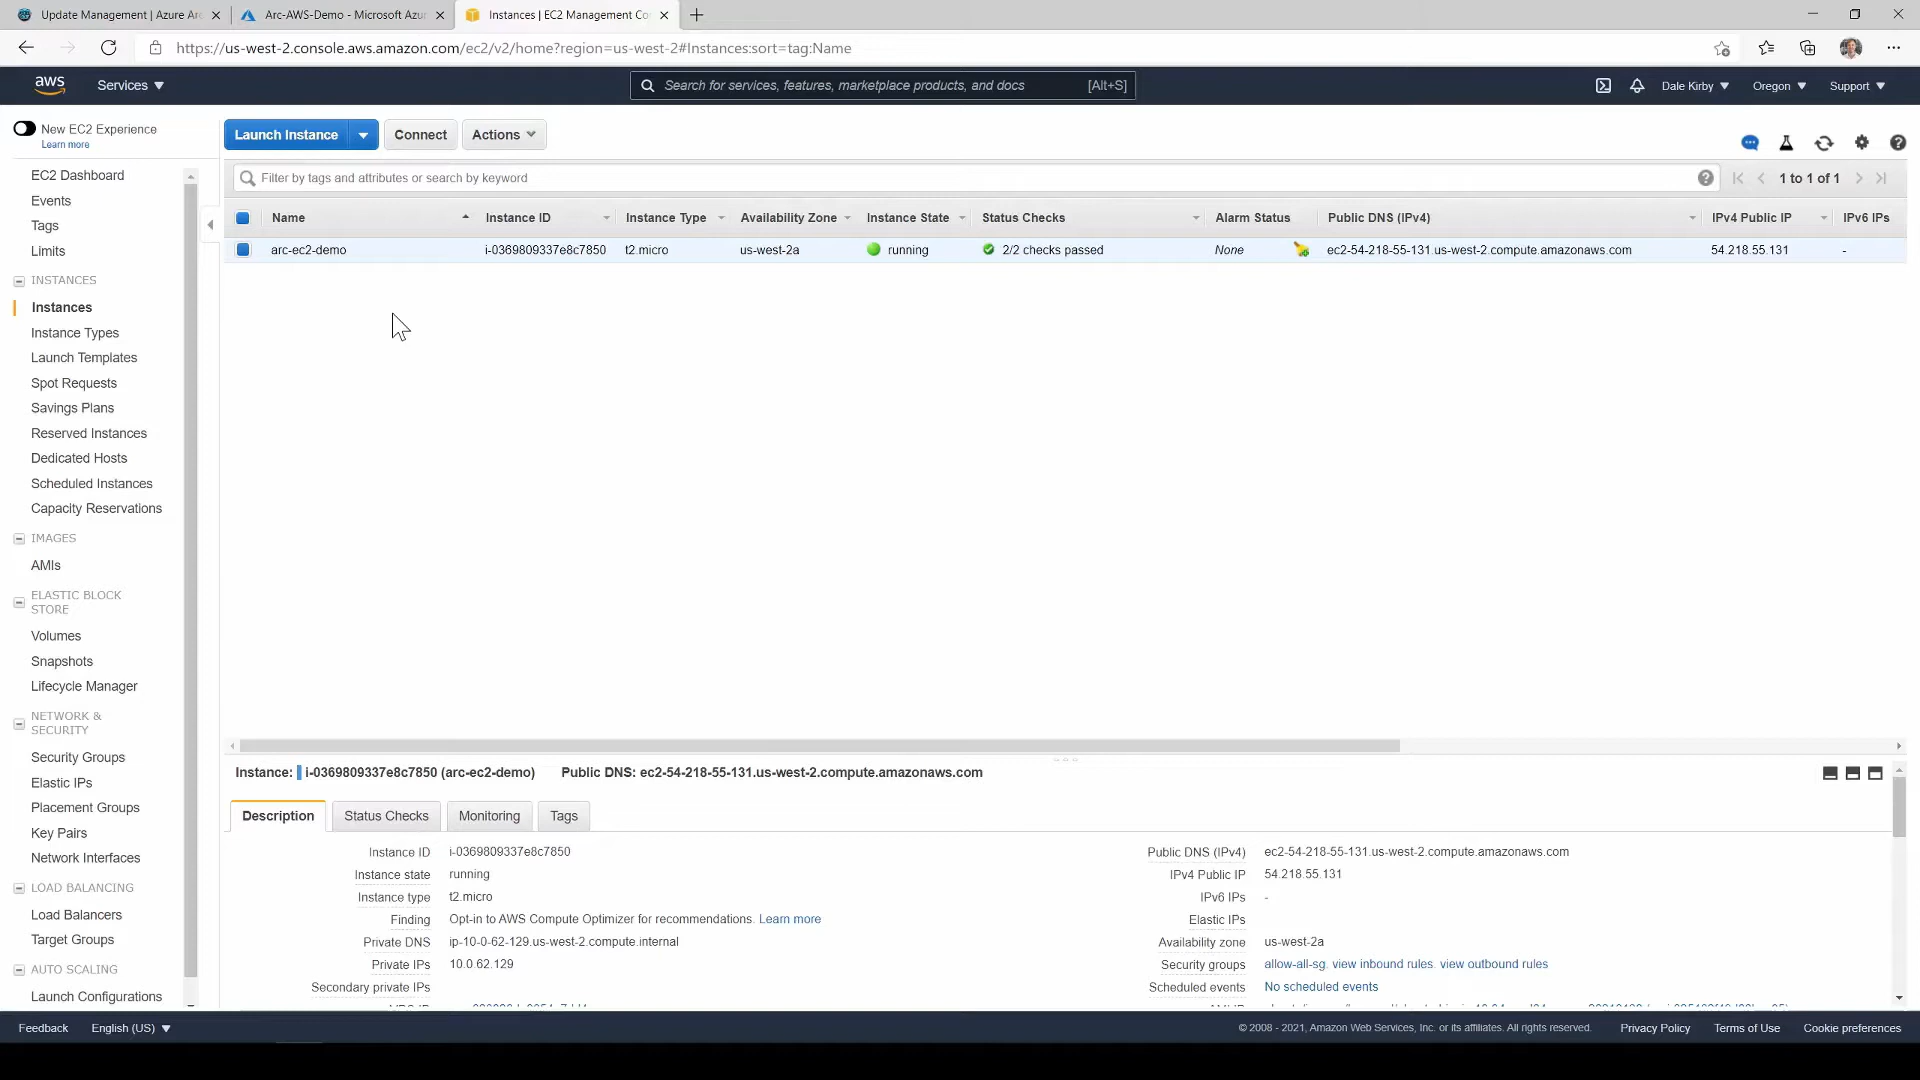 Update Management | Azure Arc
Arc-AWS-Demo - Microsoft Azur
Instances | EC2 Management Co
https://us-west-2.console.aws.amazon.com/ec2/v2/home?region=us-west-2#Instances:sort=tag:Name
aws
Services
Search for services, features, marketplace products, and docs
[Alt+S]
Dale Kirby
Oregon
Support
New EC2 Experience
Learn more
Launch Instance
Connect
Actions
EC2 Dashboard
Events
Tags
Limits
INSTANCES
Instances
Instance Types
Launch Templates
Spot Requests
Savings Plans
Reserved Instances
Dedicated Hosts
Scheduled Instances
Capacity Reservations
IMAGES
AMIs
ELASTIC BLOCK
STORE
Volumes
Snapshots
Lifecycle Manager
NETWORK &
SECURITY
Security Groups
Elastic IPs
Placement Groups
Key Pairs
Network Interfaces
LOAD BALANCING
Load Balancers
Target Groups
AUTO SCALING
Launch Configurations
Filter by tags and attributes or search by keyword
1 to 1 of 1
Name Instance ID Instance Type Availability Zone Instance State Status Checks Alarm Status Public DNS (IPv4) IPv4 Public IP IPv6 IPs
arc-ec2-demo i-0369809337e8c7850 t2.micro us-west-2a running 2/2 checks passed None ec2-54-218-55-131.us-west-2.compute.amazonaws.com 54.218.55.131 -
Instance: i-0369809337e8c7850 (arc-ec2-demo) Public DNS: ec2-54-218-55-131.us-west-2.compute.amazonaws.com
Description Status Checks Monitoring Tags
Instance ID i-0369809337e8c7850
Instance state running
Instance type t2.micro
Finding Opt-in to AWS Compute Optimizer for recommendations. Learn more
Private DNS ip-10-0-62-129.us-west-2.compute.internal
Private IPs 10.0.62.129
Secondary private IPs
Public DNS (IPv4) ec2-54-218-55-131.us-west-2.compute.amazonaws.com
IPv4 Public IP 54.218.55.131
IPv6 IPs -
Elastic IPs
Availability zone us-west-2a
Security groups allow-all-sg. view inbound rules. view outbound rules
Scheduled events No scheduled events
Feedback
English (US)
© 2008 - 2021, Amazon Web Services, Inc. or its affiliates. All rights reserved.
Privacy Policy
Terms of Use
Cookie preferences